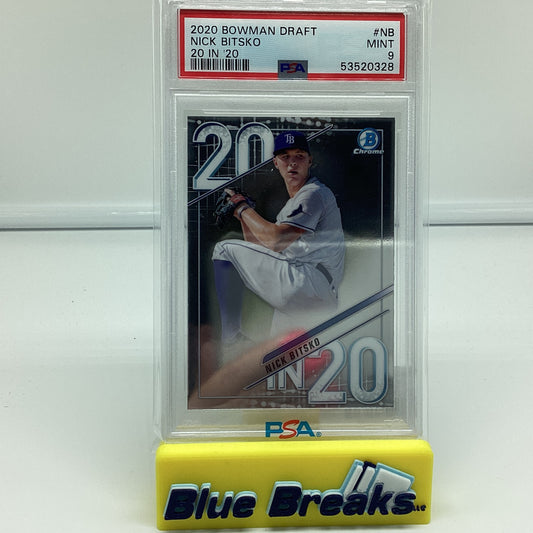 2020 BOWMAN DRAFT #NB
NICK BITSKO MINT
20 IN '20 9
53520328
PSA
20
TB
B
Chrome
NICK BITSKO
IN 20
PSA
Blue Breaks LLC